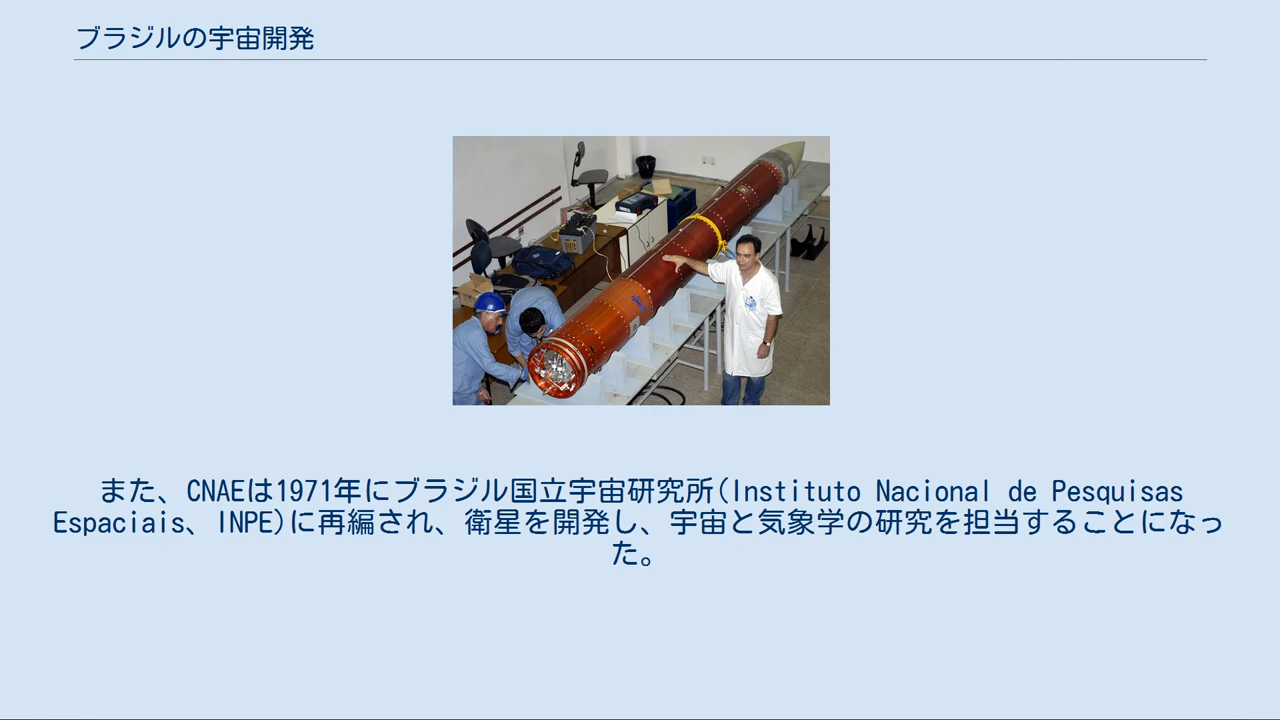 ブラジルの宇宙開発
また、CNAEは1971年にブラジル国立宇宙研究所(Instituto Nacional de Pesquisas
Espaciais、INPE)に再編され、衛星を開発し、宇宙と気象学の研究を担当することになっ
た。